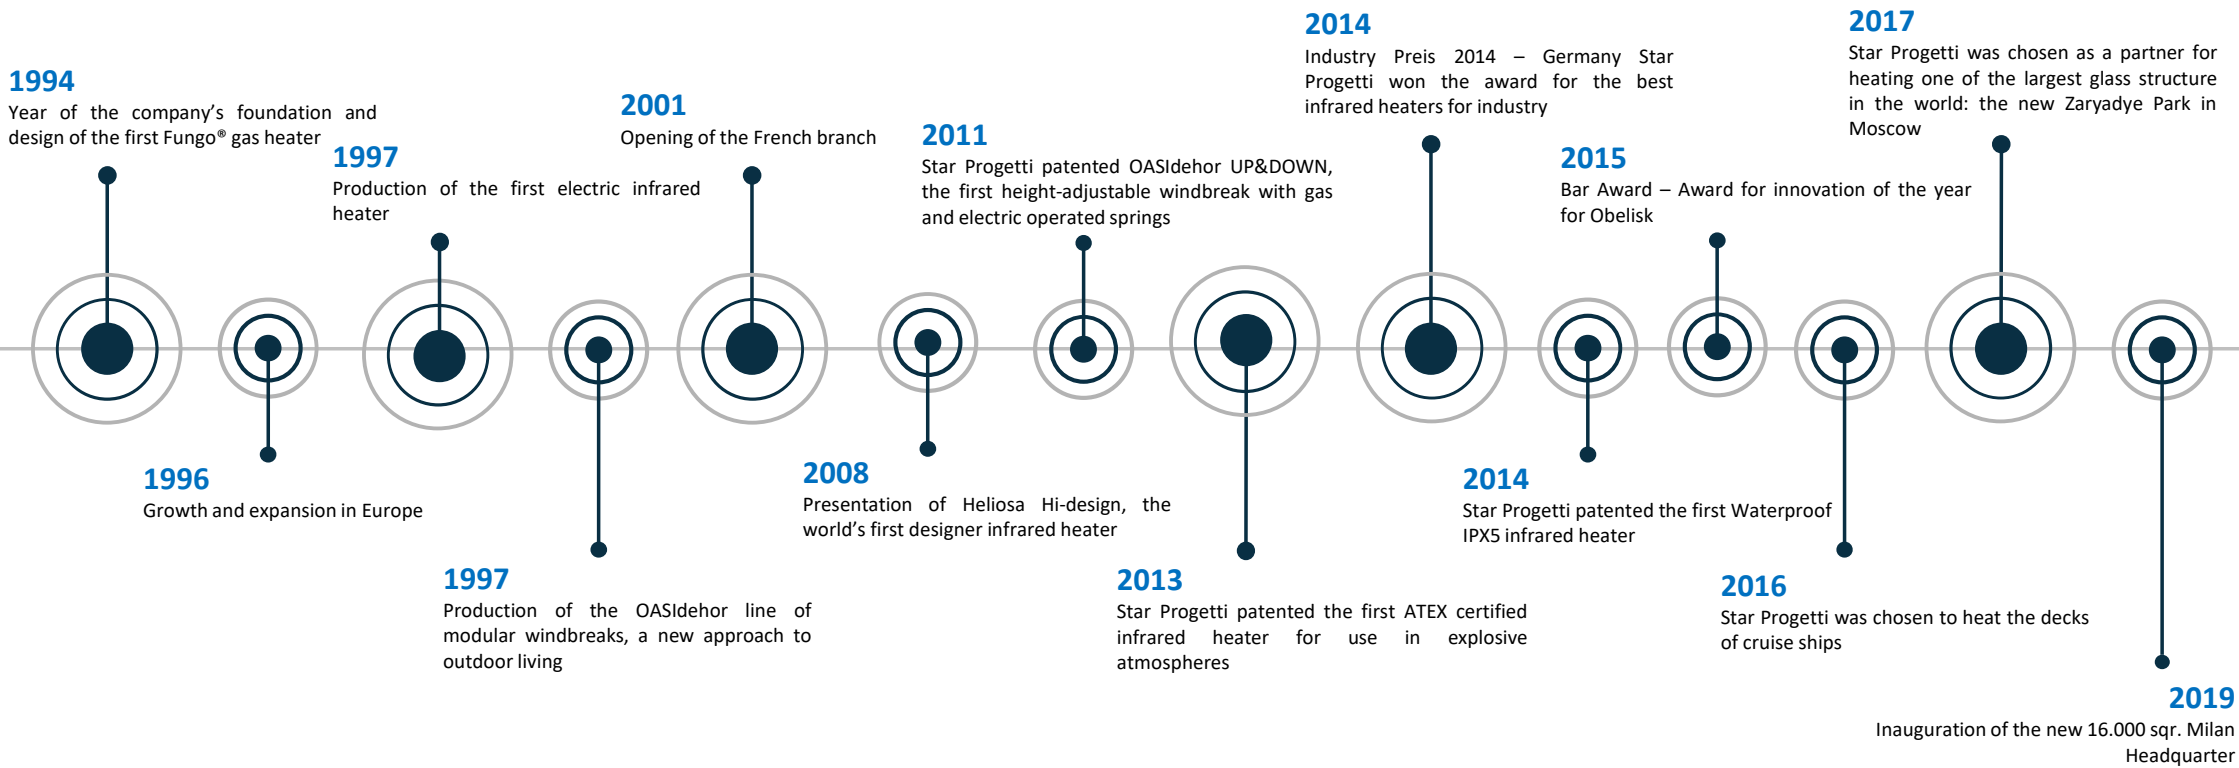 1994
Year of the company’s foundation and
design of the first Fungo® gas heater
1996
Growth and expansion in Europe
1997
Production of the first electric infrared
heater
1997
Production of the OASIdehor line of
modular windbreaks, a new approach to
outdoor living
2001
Opening of the French branch
2008
Presentation of Heliosa Hi-design, the
world’s first designer infrared heater
2011
Star Progetti patented OASIdehor UP&DOWN,
the first height-adjustable windbreak with gas
and electric operated springs
2013
Star Progetti patented the first ATEX certified
infrared heater for use in explosive
atmospheres
2014
Industry Preis 2014 – Germany Star
Progetti won the award for the best
infrared heaters for industry
2014
Star Progetti patented the first Waterproof
IPX5 infrared heater
2015
Bar Award – Award for innovation of the year
for Obelisk
2016
Star Progetti was chosen to heat the decks
of cruise ships
2017
Star Progetti was chosen as a partner for
heating one of the largest glass structure
in the world: the new Zaryadye Park in
Moscow
2019
Inauguration of the new 16.000 sqr. Milan
Headquarter